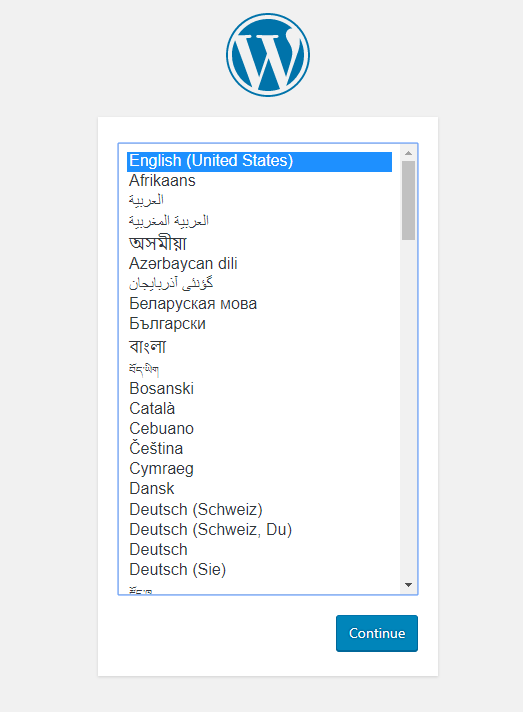 English (United States)
Afrikaans
العربية
العربية المغربية
অসমীয়া
Azərbaycan dili
گؤنئی آذربایجان
Беларуская мова
Български
বাংলা
བོད་ཡིག
Bosanski
Català
Cebuano
Čeština
Cymraeg
Dansk
Deutsch (Schweiz)
Deutsch (Schweiz, Du)
Deutsch
Deutsch (Sie)
Continue